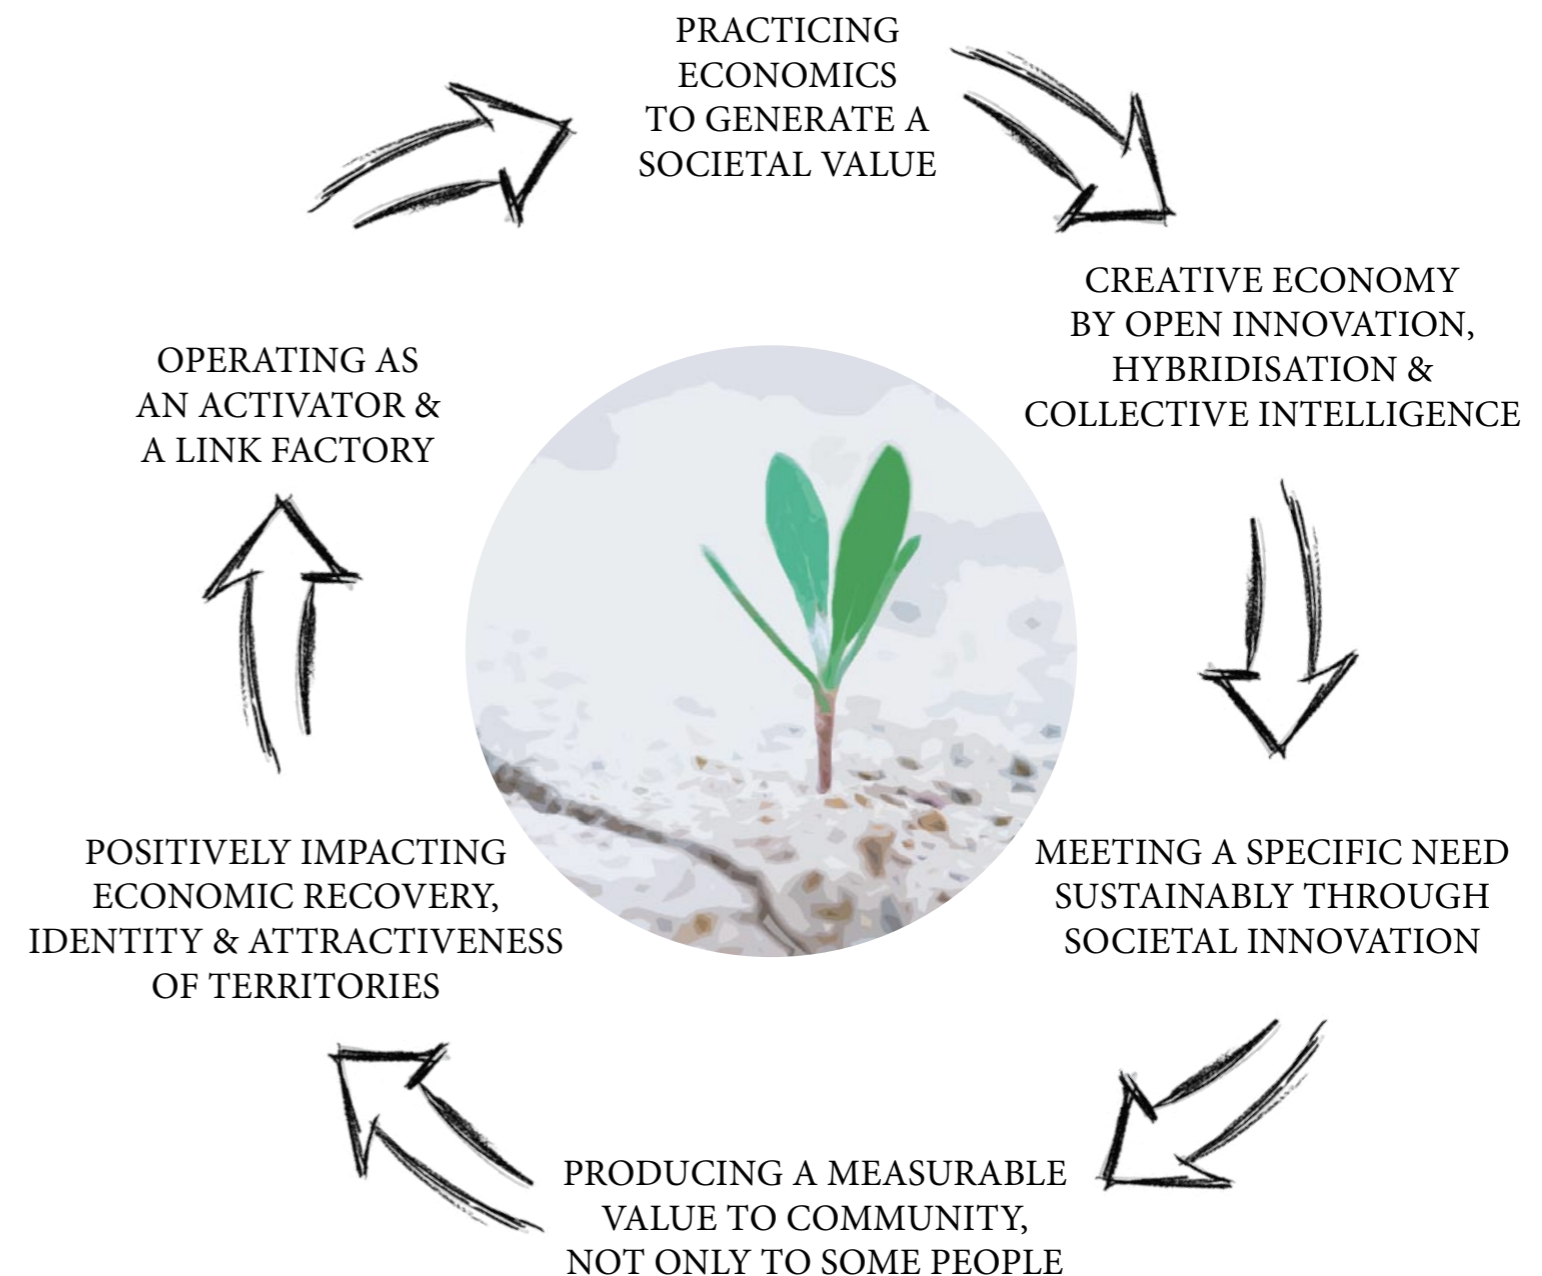 PRACTICING
ECONOMICS
TO GENERATE A
SOCIETAL VALUE
CREATIVE ECONOMY
BY OPEN INNOVATION,
HYBRIDISATION &
COLLECTIVE INTELLIGENCE
MEETING A SPECIFIC NEED
SUSTAINABLY THROUGH
SOCIETAL INNOVATION
PRODUCING A MEASURABLE
VALUE TO COMMUNITY,
NOT ONLY TO SOME PEOPLE
POSITIVELY IMPACTING
ECONOMIC RECOVERY,
IDENTITY & ATTRACTIVENESS
OF TERRITORIES
OPERATING AS
AN ACTIVATOR &
A LINK FACTORY